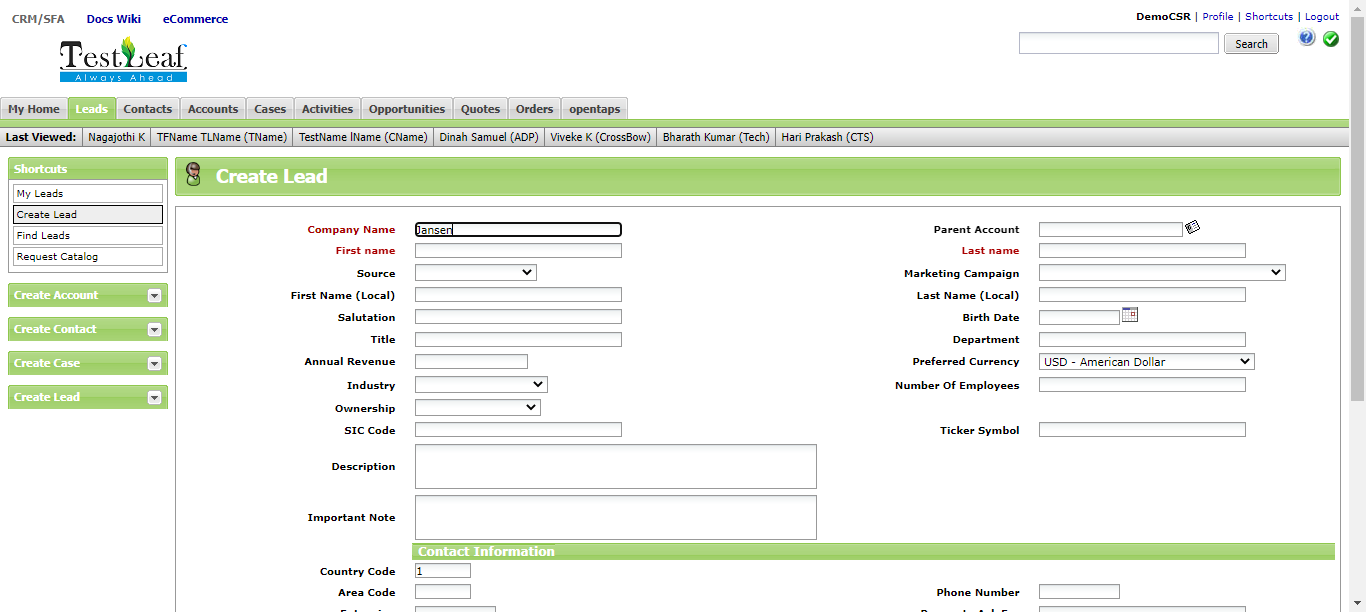 CRM/SFA Docs Wiki eCommerce
DemoCSR | Profile | Shortcuts | Logout
TestLeaf
Always Ahead
Search
My Home Leads Contacts Accounts Cases Activities Opportunities Quotes Orders opentaps
Last Viewed: Nagajothi K TFName TLName (TName) TestName lName (CName) Dinah Samuel (ADP) Viveke K (CrossBow) Bharath Kumar (Tech) Hari Prakash (CTS)
Shortcuts
My Leads
Create Lead
Find Leads
Request Catalog
Create Account
Create Contact
Create Case
Create Lead
Create Lead
Company Name Jansen Parent Account
First name Last name
Source Marketing Campaign
First Name (Local) Last Name (Local)
Salutation Birth Date
Title Department
Annual Revenue Preferred Currency USD - American Dollar
Industry Number Of Employees
Ownership
SIC Code Ticker Symbol
Description
Important Note
Contact Information
Country Code 1
Area Code Phone Number